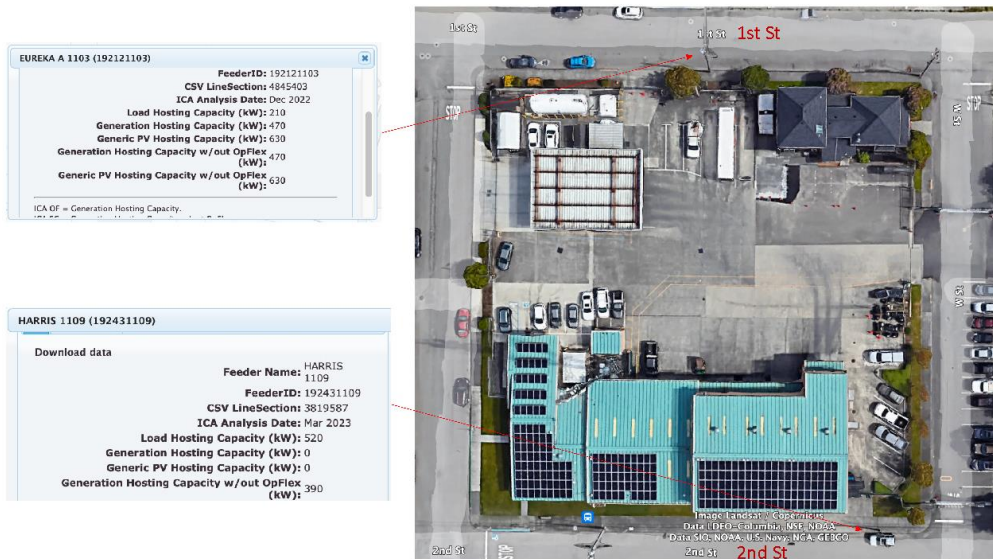 EUREKA A 1103 (192121103)
FeederID: 192121103
CSV LineSection: 4845403
ICA Analysis Date: Dec 2022
Load Hosting Capacity (kW): 210
Generation Hosting Capacity (kW): 470
Generic PV Hosting Capacity (kW): 630
Generation Hosting Capacity w/out OpFlex (kW): 470
Generic PV Hosting Capacity w/out OpFlex (kW): 630
ICA OF = Generation Hosting Capacity.
HARRIS 1109 (192431109)
Download data
Feeder Name: HARRIS 1109
FeederID: 192431109
CSV LineSection: 3819587
ICA Analysis Date: Mar 2023
Load Hosting Capacity (kW): 520
Generation Hosting Capacity (kW): 0
Generic PV Hosting Capacity (kW): 0
Generation Hosting Capacity w/out OpFlex (kW): 390
1st St
1st St
1st St
STOP
STOP
W St
W St
Image Landsat / Copernicus
Data LDEO-Columbia, NSF, NOAA
Data SIO, NOAA, U.S. Navy, NGA, GEBCO
2nd St
STOP
2nd St
2nd St